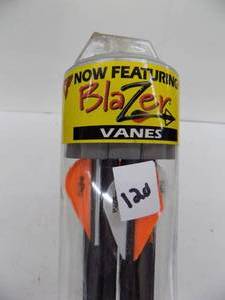 NOW FEATURING
BlaZer
VANES
120